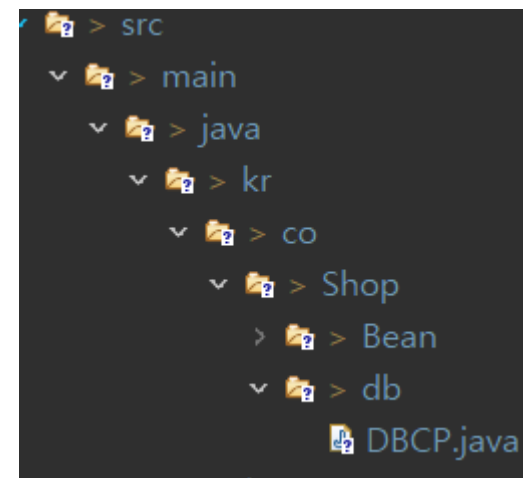 > src
> main
> java
> kr
> co
> Shop
> Bean
> db
DBCP.java